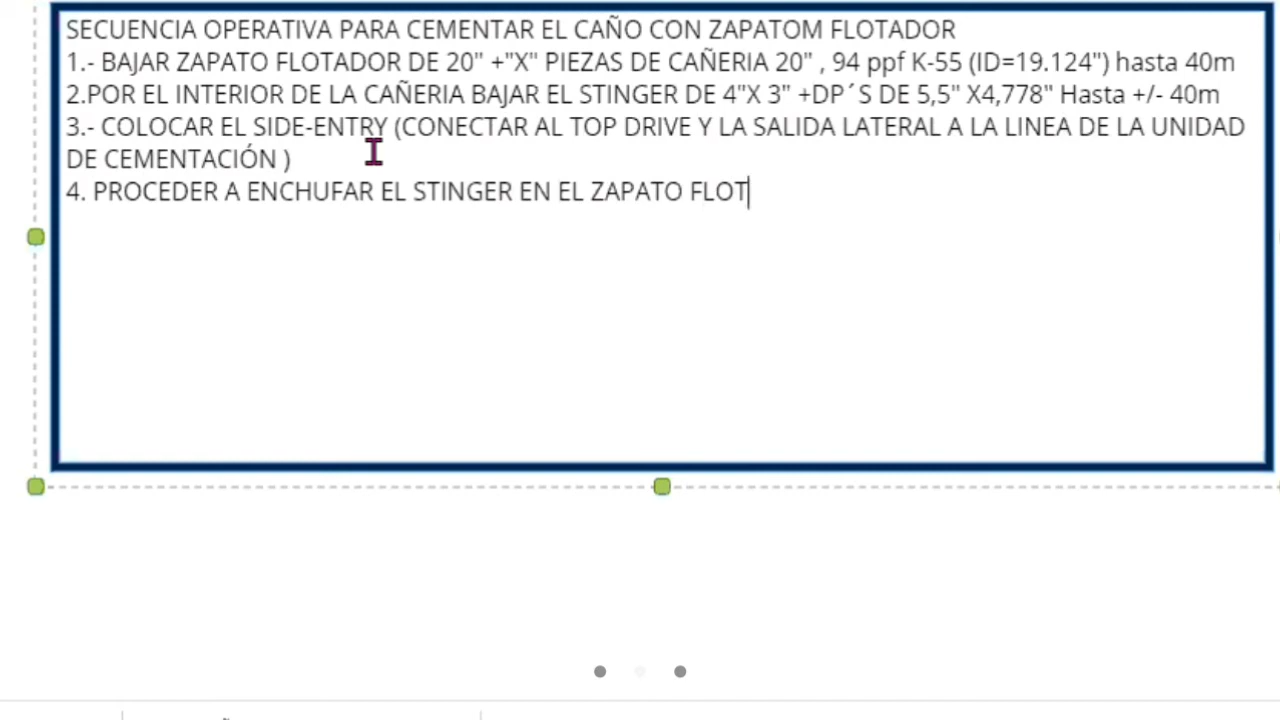 SECUENCIA OPERATIVA PARA CEMENTAR EL CAÑO CON ZAPATOM FLOTADOR
1.- BAJAR ZAPATO FLOTADOR DE 20" +"X" PIEZAS DE CAÑERIA 20" , 94 ppf K-55 (ID=19.124") hasta 40m
2.POR EL INTERIOR DE LA CAÑERIA BAJAR EL STINGER DE 4"X 3" +DP´S DE 5,5" X4,778" Hasta +/- 40m
3.- COLOCAR EL SIDE-ENTRY (CONECTAR AL TOP DRIVE Y LA SALIDA LATERAL A LA LINEA DE LA UNIDAD
DE CEMENTACIÓN )
4. PROCEDER A ENCHUFAR EL STINGER EN EL ZAPATO FLOT